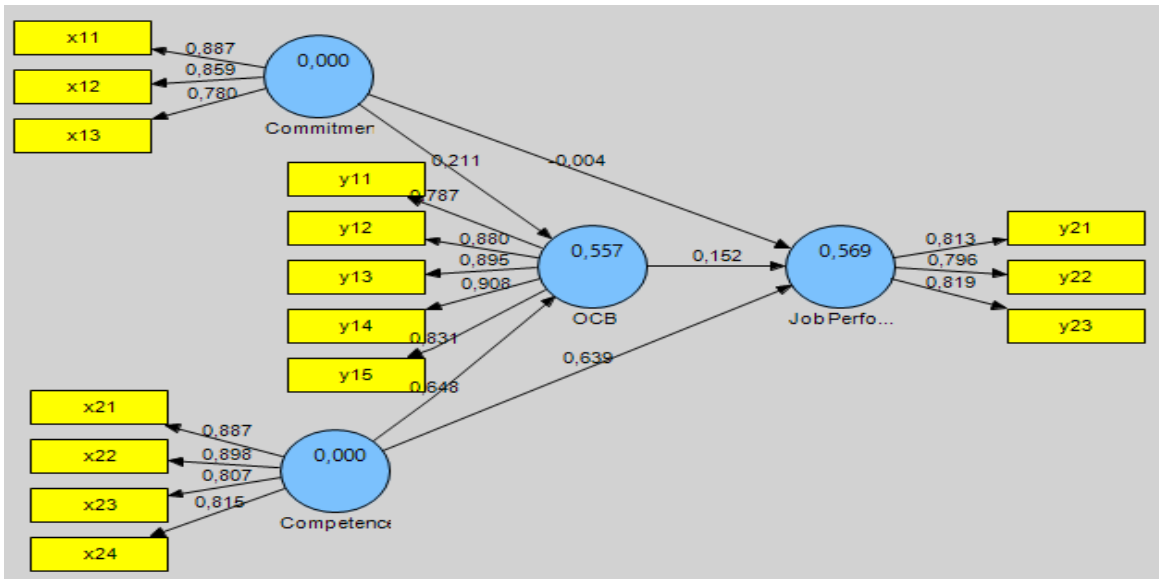 x11
0,887
x12
0,859
0,780
x13
0,000
Commitmen
0,211
-0,004
y11
0,787
y12
0,880
y13
0,895
0,908
y14
0,831
y15
0,648
0,557
OCB
0,152
0,639
0,569
Job Perfo...
0,813
y21
0,796
y22
0,819
y23
x21
0,887
x22
0,898
0,807
x23
0,815
x24
0,000
Competence